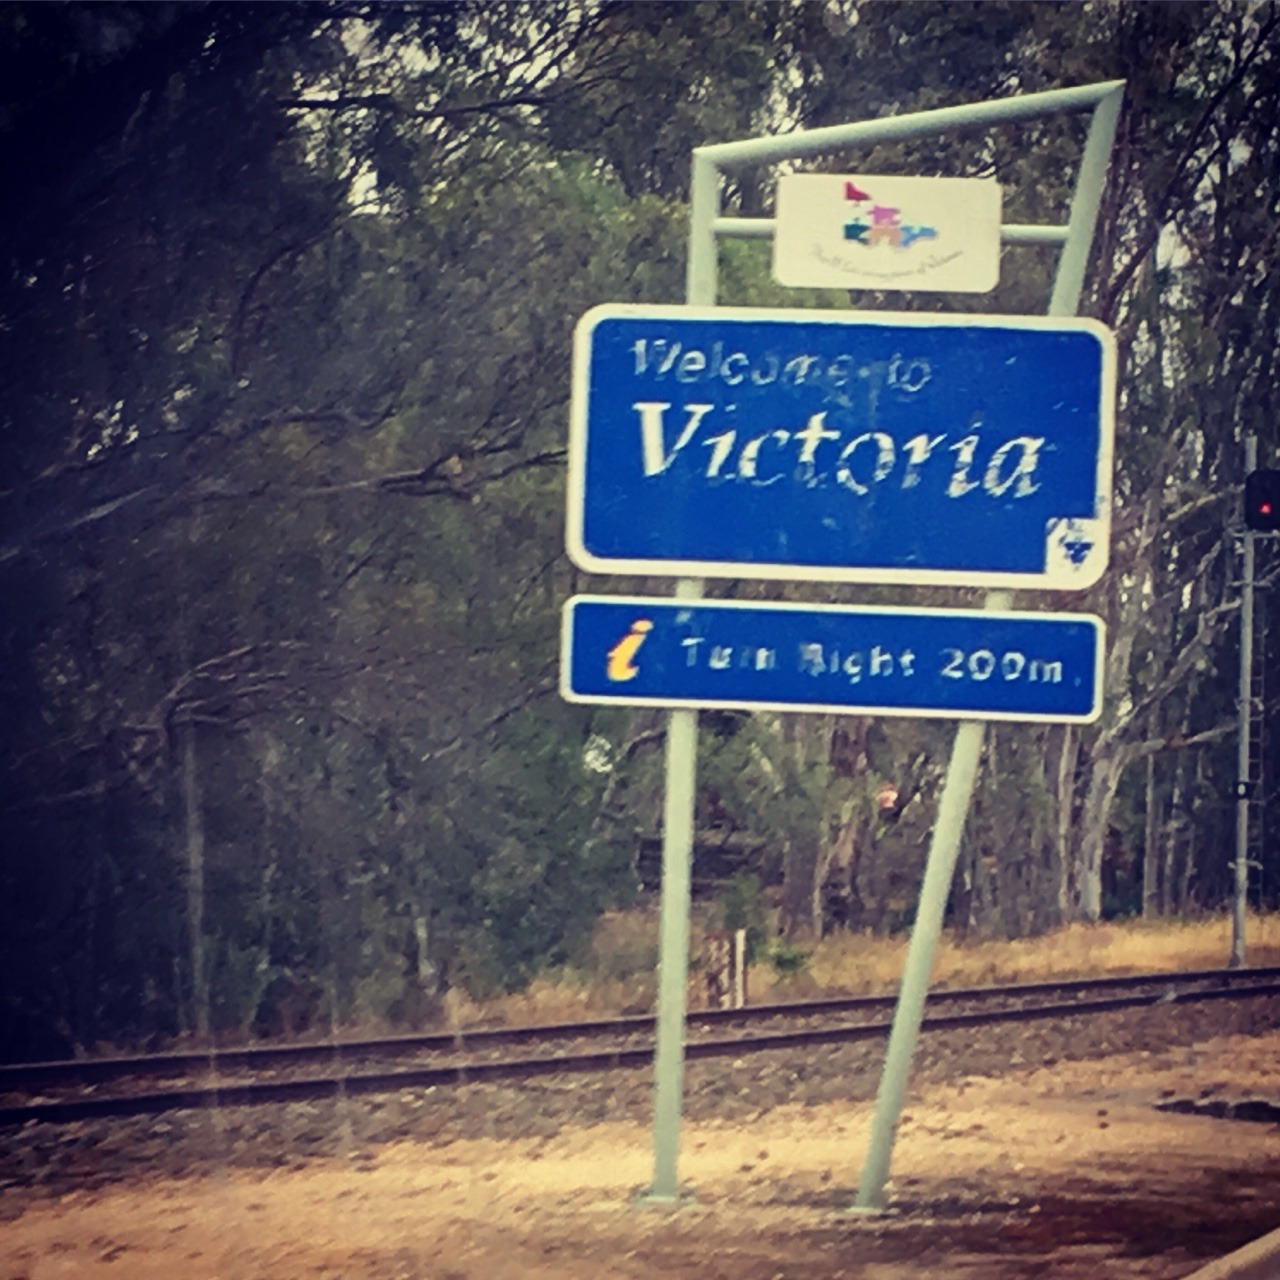 Welcome to
Victoria
i Turn Right 200m